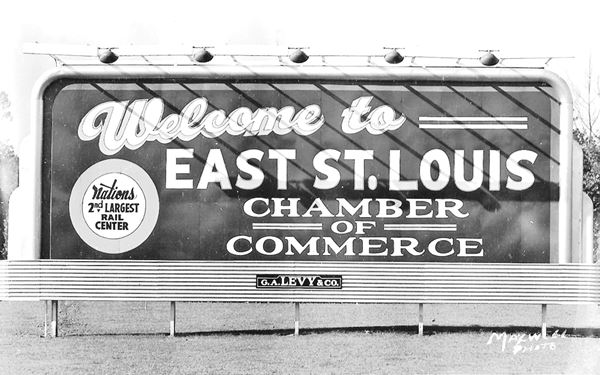 Welcome to
EAST ST. LOUIS
CHAMBER
OF
COMMERCE
Nations
2nd LARGEST
RAIL
CENTER
G.A. LEVY & CO.
MAXWELL
PHOTO